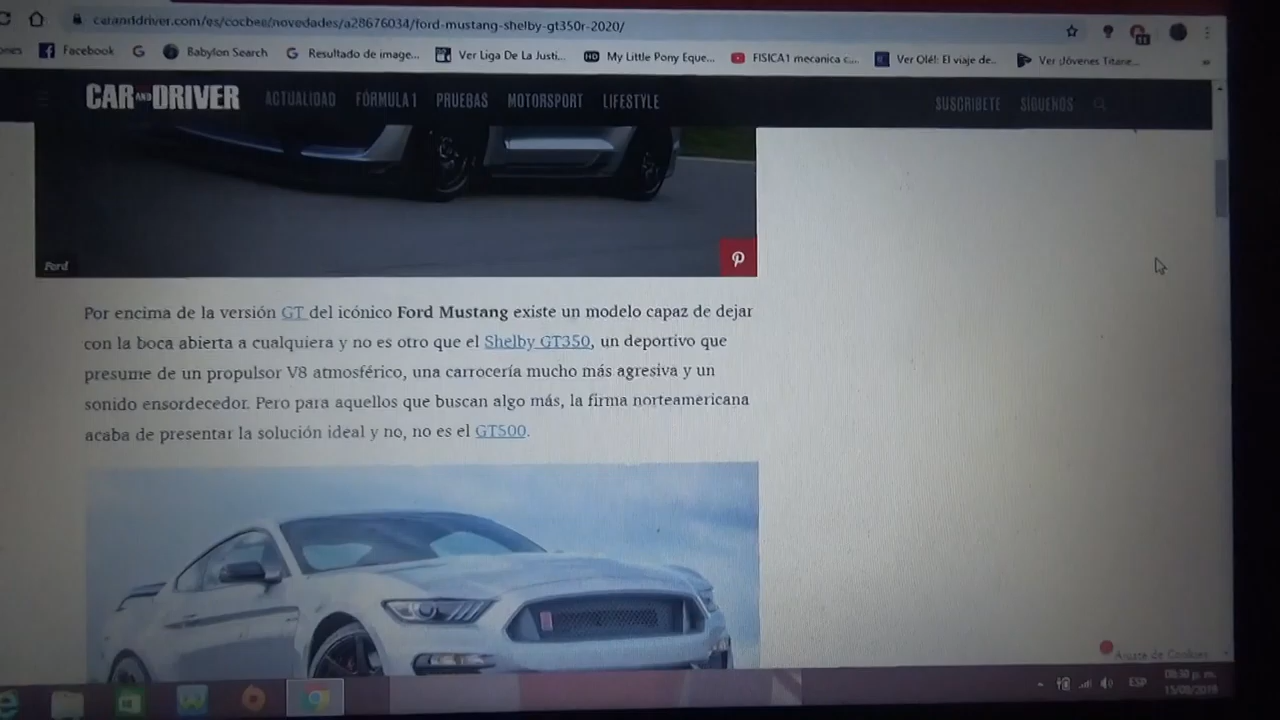 carandriver.com/es/coches/novedades/a28676034/ford-mustang-shelby-gt350r-2020/
Facebook
Babylon Search
Resultado de image...
Ver Liga De La Justi...
My Little Pony Eque...
FISICA1 mecanica c...
Ver Olé!: El viaje de...
Ver Jóvenes Titane...
CAR AND DRIVER
ACTUALIDAD FÓRMULA 1 PRUEBAS MOTORSPORT LIFESTYLE
SUSCRÍBETE SÍGUENOS
Ford
Por encima de la versión GT del icónico Ford Mustang existe un modelo capaz de dejar
con la boca abierta a cualquiera y no es otro que el Shelby GT350, un deportivo que
presume de un propulsor V8 atmosférico, una carrocería mucho más agresiva y un
sonido ensordecedor. Pero para aquellos que buscan algo más, la firma norteamericana
acaba de presentar la solución ideal y no, no es el GT500.
Ajuste de Cookies
ESP
08:30 p. m.
15/08/2019